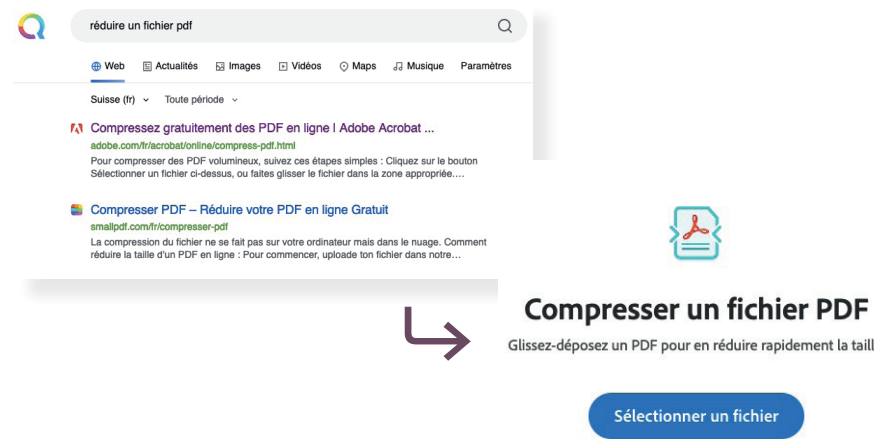 réduire un fichier pdf
Web Actualités Images Vidéos Maps Musique Paramètres
Suisse (fr) Toute période
Compressez gratuitement des PDF en ligne | Adobe Acrobat ...
adobe.com/fr/acrobat/online/compress-pdf.html
Pour compresser des PDF volumineux, suivez ces étapes simples : Cliquez sur le bouton
Sélectionner un fichier ci-dessus, ou faites glisser le fichier dans la zone appropriée....
Compresser PDF – Réduire votre PDF en ligne Gratuit
smallpdf.com/fr/compresser-pdf
La compression du fichier ne se fait pas sur votre ordinateur mais dans le nuage. Comment
réduire la taille d'un PDF en ligne : Pour commencer, uploade ton fichier dans notre...
Compresser un fichier PDF
Glissez-déposez un PDF pour en réduire rapidement la taill
Sélectionner un fichier